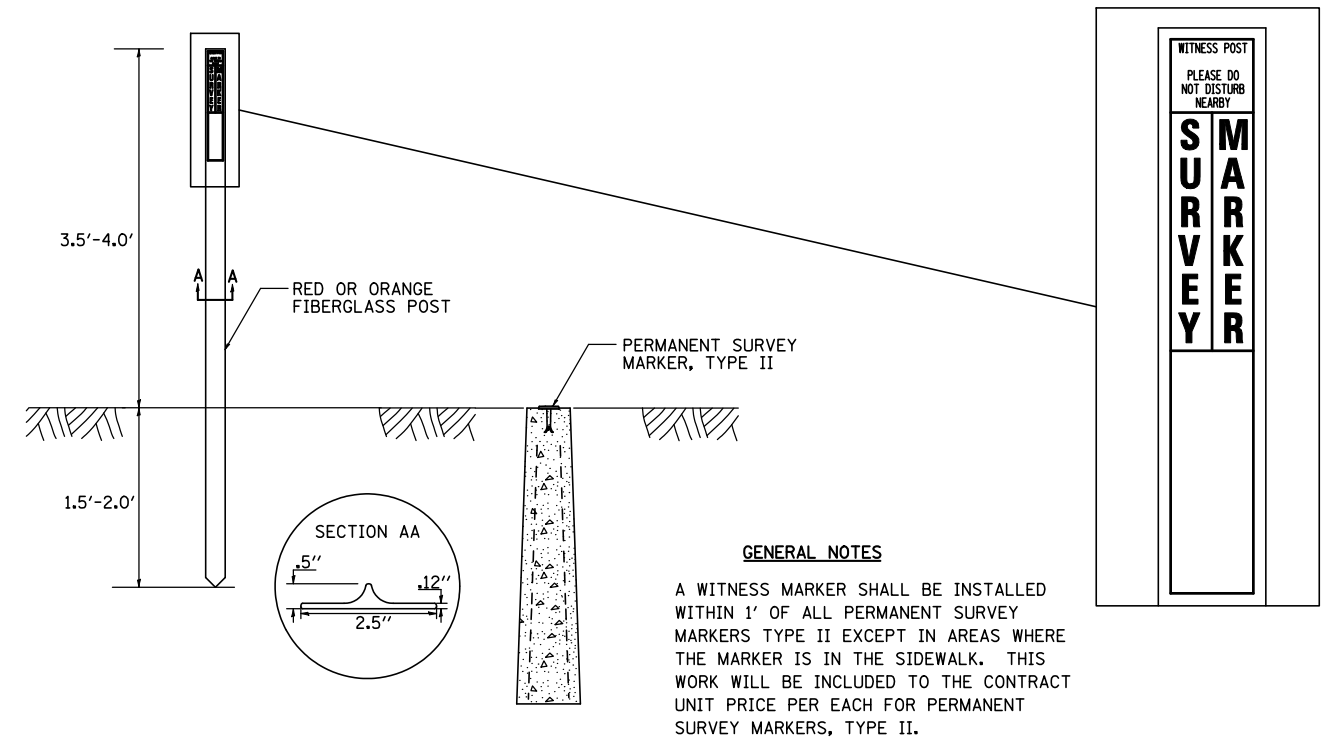 WITNESS POST
PLEASE DO
NOT DISTURB
NEARBY
SURVEY
MARKER
3.5'-4.0'
A A
RED OR ORANGE
FIBERGLASS POST
PERMANENT SURVEY
MARKER, TYPE II
1.5'-2.0'
SECTION AA
.5''
.12''
2.5''
GENERAL NOTES
A WITNESS MARKER SHALL BE INSTALLED
WITHIN 1' OF ALL PERMANENT SURVEY
MARKERS TYPE II EXCEPT IN AREAS WHERE
THE MARKER IS IN THE SIDEWALK. THIS
WORK WILL BE INCLUDED TO THE CONTRACT
UNIT PRICE PER EACH FOR PERMANENT
SURVEY MARKERS, TYPE II.